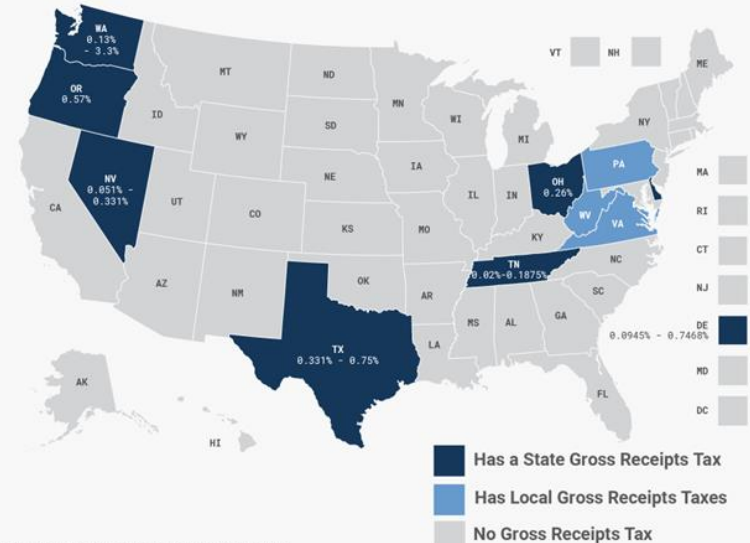 WA
0.13%
- 3.3%
VT
NH
ME
MT
ND
OR
0.57%
MN
ID
SD
WI
NY
WY
MI
IA
PA
MA
NV
0.051% -
0.331%
NE
OH
0.26%
IL
IN
UT
CO
WV
VA
RI
CA
KS
MO
KY
CT
NC
TN
0.02%-0.1875%
NJ
AZ
NM
OK
AR
SC
MS
AL
GA
DE
0.0945% - 0.7468%
TX
0.331% - 0.75%
LA
MD
AK
FL
DC
HI
Has a State Gross Receipts Tax
Has Local Gross Receipts Taxes
No Gross Receipts Tax